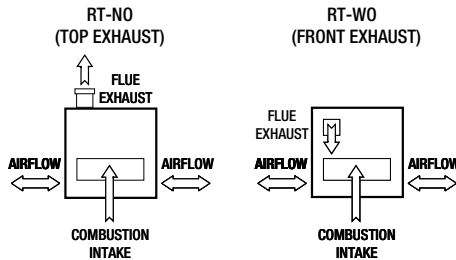 RT-NO
(TOP EXHAUST)
FLUE
EXHAUST
AIRFLOW
AIRFLOW
COMBUSTION
INTAKE
RT-WO
(FRONT EXHAUST)
FLUE
EXHAUST
AIRFLOW
AIRFLOW
COMBUSTION
INTAKE